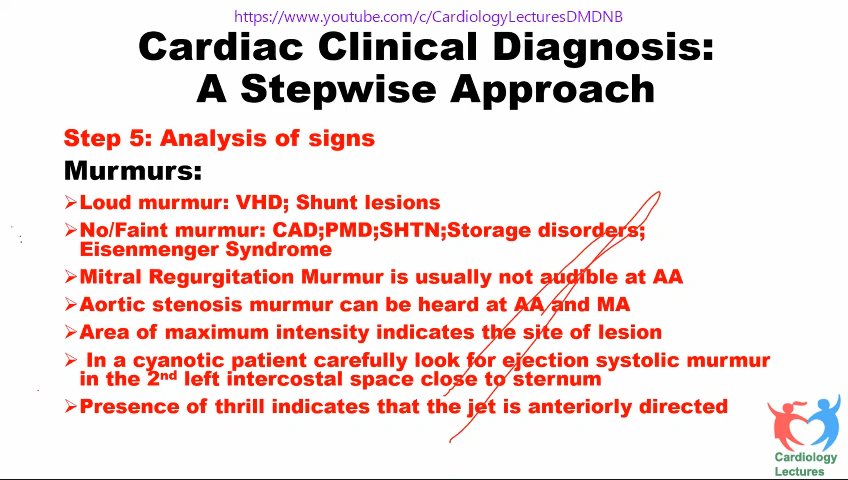 https://www.youtube.com/c/CardiologyLecturesDMDNB
Cardiac Clinical Diagnosis:
A Stepwise Approach
Step 5: Analysis of signs
Murmurs:
Loud murmur: VHD; Shunt lesions
No/Faint murmur: CAD;PMD;SHTN;Storage disorders;
Eisenmenger Syndrome
Mitral Regurgitation Murmur is usually not audible at AA
Aortic stenosis murmur can be heard at AA and MA
Area of maximum intensity indicates the site of lesion
In a cyanotic patient carefully look for ejection systolic murmur
in the 2nd left intercostal space close to sternum
Presence of thrill indicates that the jet is anteriorly directed
Cardiology
Lectures